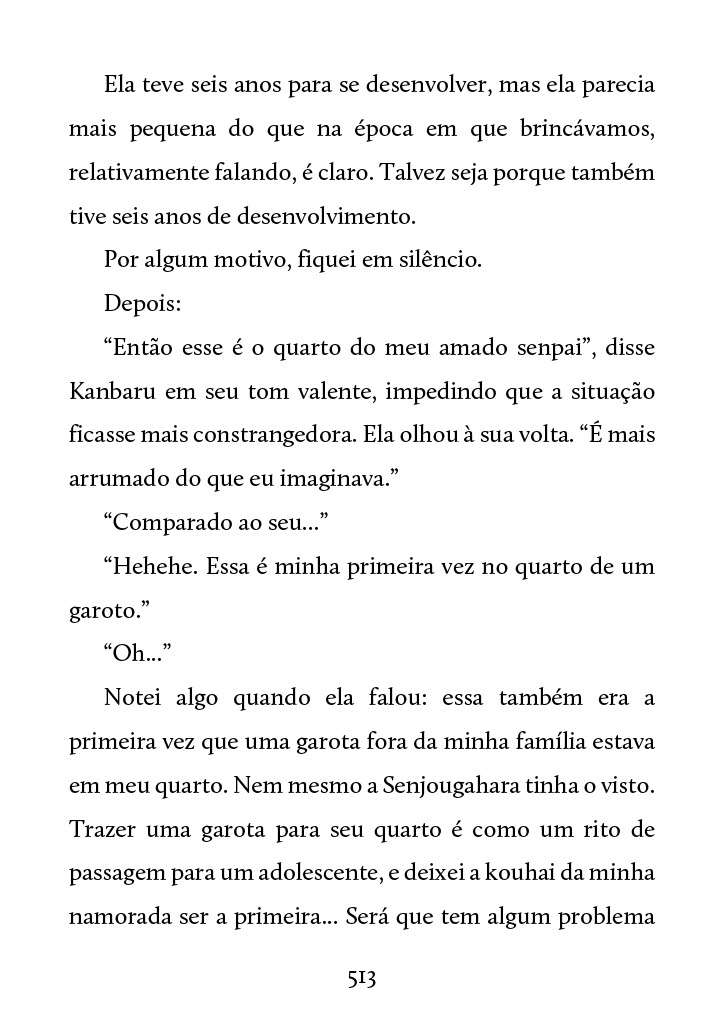 Ela teve seis anos para se desenvolver, mas ela parecia
mais pequena do que na época em que brincávamos,
relativamente falando, é claro. Talvez seja porque também
tive seis anos de desenvolvimento.
Por algum motivo, fiquei em silêncio.
Depois:
“Então esse é o quarto do meu amado senpai”, disse
Kanbaru em seu tom valente, impedindo que a situação
ficasse mais constrangedora. Ela olhou à sua volta. “É mais
arrumado do que eu imaginava.”
“Comparado ao seu...”
“Hehehe. Essa é minha primeira vez no quarto de um
garoto.”
“Oh...”
Notei algo quando ela falou: essa também era a
primeira vez que uma garota fora da minha família estava
em meu quarto. Nem mesmo a Senjougahara tinha o visto.
Trazer uma garota para seu quarto é como um rito de
passagem para um adolescente, e deixei a kouhai da minha
namorada ser a primeira... Será que tem algum problema
513